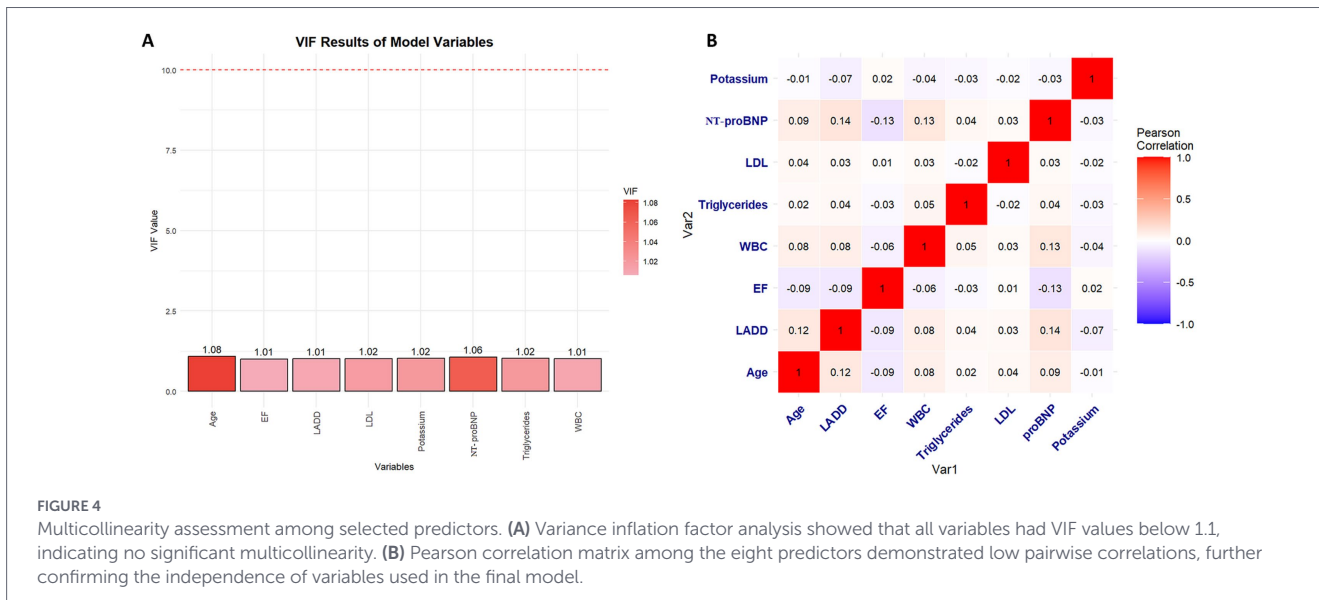 A
VIF Results of Model Variables
10.0
7.5
5.0
2.5
0.0
VIF Value
1.08 1.01 1.01 1.02 1.02 1.06 1.02 1.01
Age EF LADD LDL Potassium NT-proBNP Triglycerides WBC
Variables
VIF
1.08
1.06
1.04
1.02
B
Potassium -0.01 -0.07 0.02 -0.04 -0.03 -0.02 -0.03 1
NT-proBNP 0.09 0.14 -0.13 0.13 0.04 0.03 1 -0.03
LDL 0.04 0.03 0.01 0.03 -0.02 1 0.03 -0.02
Triglycerides 0.02 0.04 -0.03 0.05 1 -0.02 0.04 -0.03
WBC 0.08 0.08 -0.06 1 0.05 0.03 0.13 -0.04
EF -0.09 -0.09 1 -0.06 -0.03 0.01 -0.13 0.02
LADD 0.12 1 -0.09 0.08 0.04 0.03 0.14 -0.07
Age 1 0.12 -0.09 0.08 0.02 0.04 0.09 -0.01
Var2
Age LADD EF WBC Triglycerides LDL proBNP Potassium
Var1
Pearson
Correlation
1.0
0.5
0.0
-0.5
-1.0
FIGURE 4
Multicollinearity assessment among selected predictors. (A) Variance inflation factor analysis showed that all variables had VIF values below 1.1,
indicating no significant multicollinearity. (B) Pearson correlation matrix among the eight predictors demonstrated low pairwise correlations, further
confirming the independence of variables used in the final model.